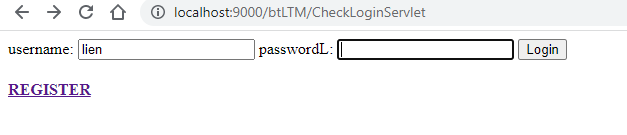 localhost:9000/btLTM/CheckLoginServlet
username: lien passwordL: Login
REGISTER